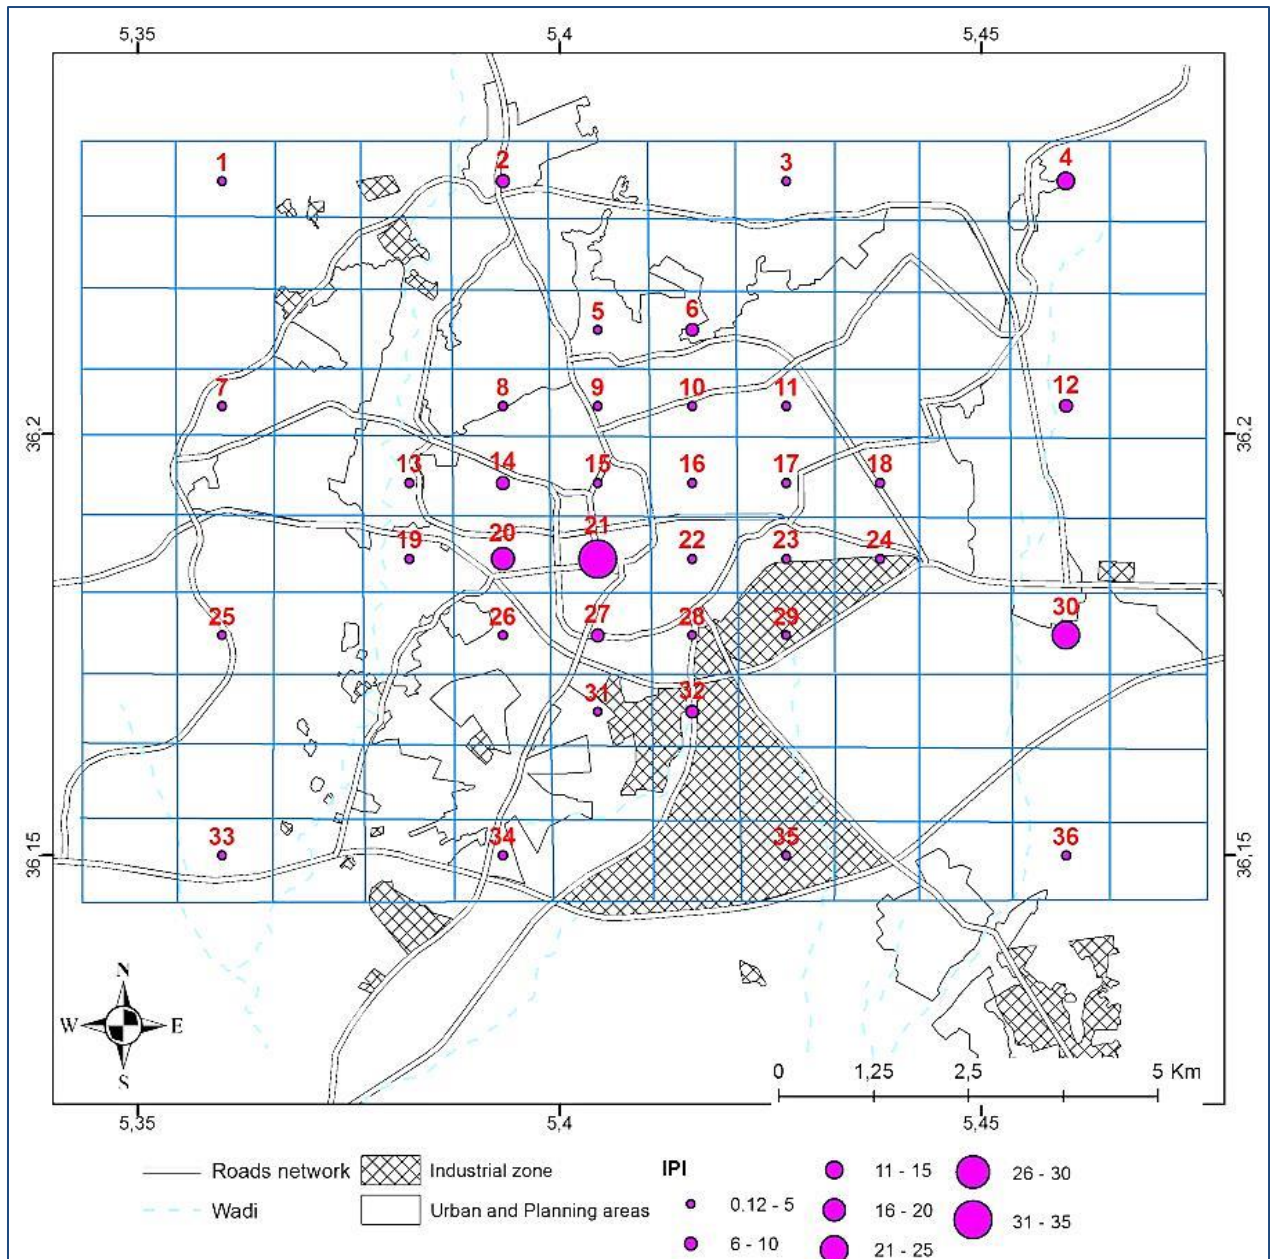 5,35 5,4 5,45
1 2 3 4
5 6
7 8 9 10 11 12
36,2 36,2
13 14 15 16 17 18
19 20 21 22 23 24
25 26 27 28 29 30
31 32
33 34 35 36
36,15 36,15
N
W E
S
0 1,25 2,5 5 Km
5,35 5,4 5,45
Roads network Industrial zone IPI 11 - 15 26 - 30
Wadi Urban and Planning areas 0.12 - 5 16 - 20 31 - 35
6 - 10 21 - 25